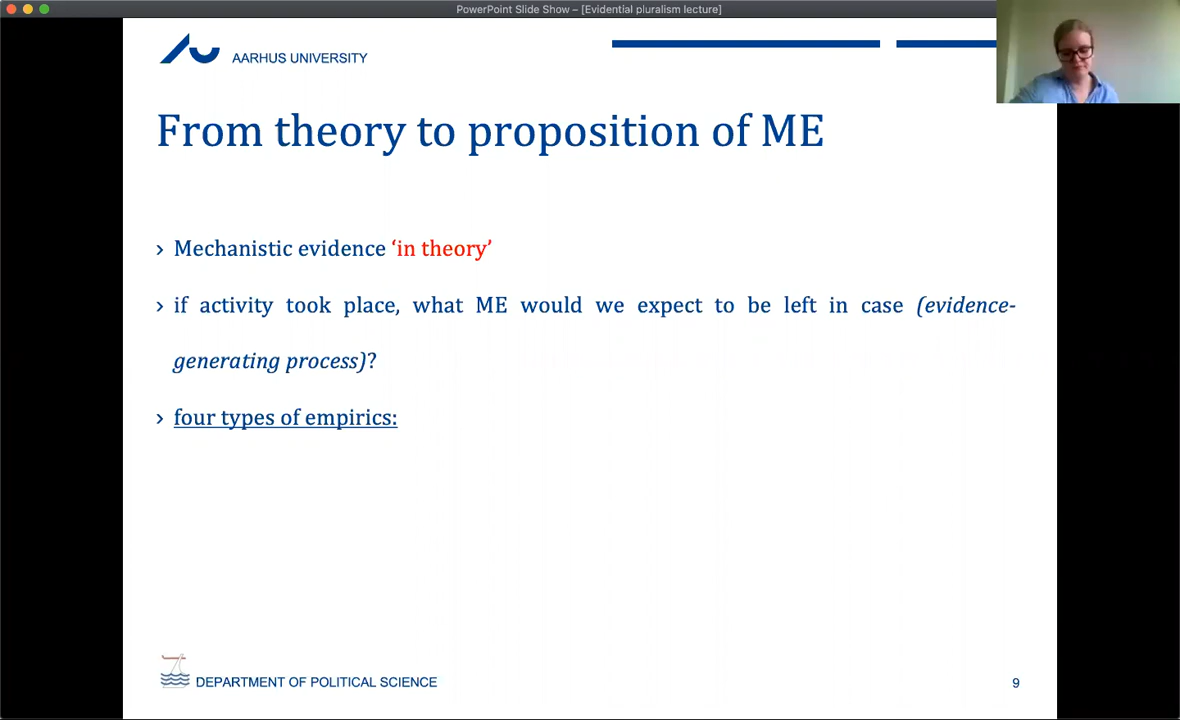 PowerPoint Slide Show – [Evidential pluralism lecture]
AARHUS UNIVERSITY
From theory to proposition of ME
› Mechanistic evidence ‘in theory’
› if activity took place, what ME would we expect to be left in case (evidence-
generating process)?
› four types of empirics:
DEPARTMENT OF POLITICAL SCIENCE
9